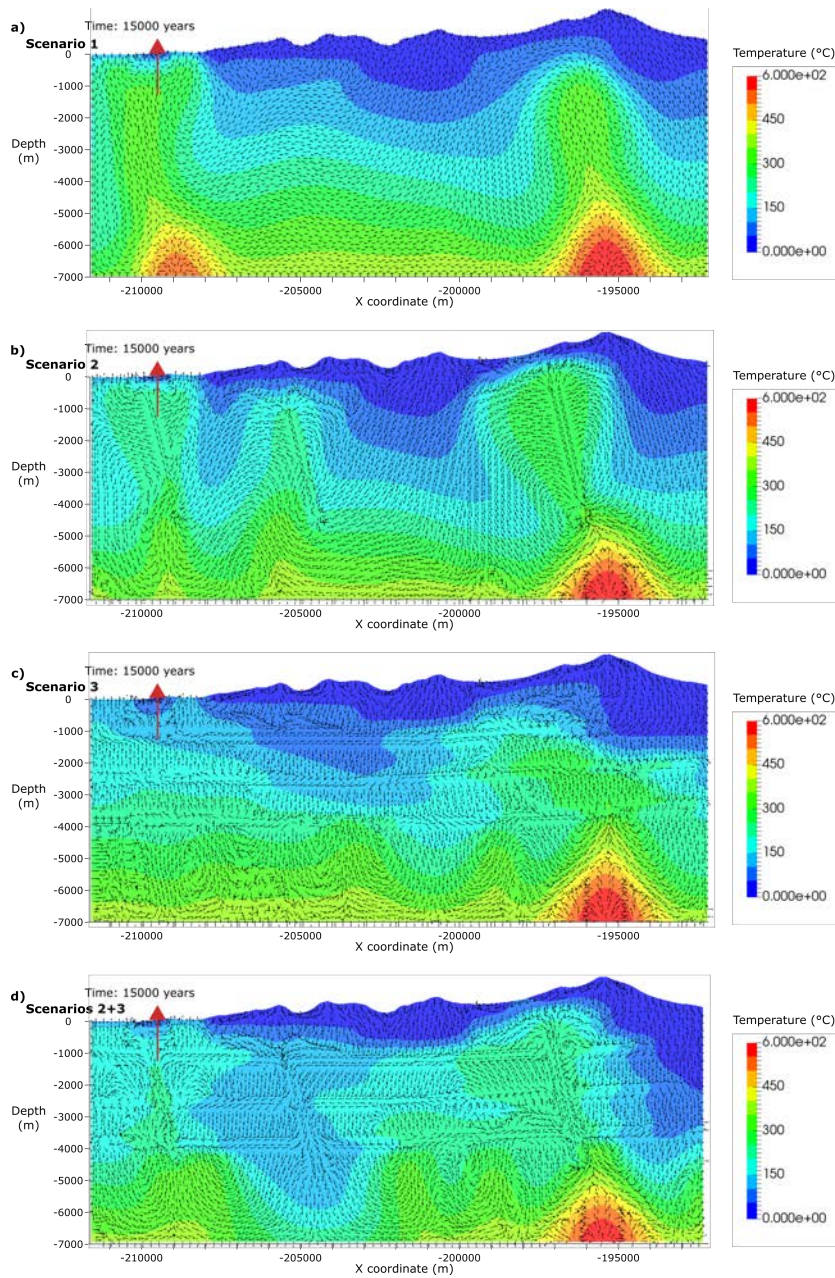 a)
Time: 15000 years
Scenario 1
Temperature (°C)
0
-1000
-2000
-3000
-4000
-5000
-6000
-7000
Depth
(m)
-210000
-205000
-200000
-195000
X coordinate (m)
6.000e+02
450
300
150
0.000e+00
b)
Time: 15000 years
Scenario 2
Temperature (°C)
0
-1000
-2000
-3000
-4000
-5000
-6000
-7000
Depth
(m)
-210000
-205000
-200000
-195000
X coordinate (m)
6.000e+02
450
300
150
0.000e+00
c)
Time: 15000 years
Scenario 3
Temperature (°C)
0
-1000
-2000
-3000
-4000
-5000
-6000
-7000
Depth
(m)
-210000
-205000
-200000
-195000
X coordinate (m)
6.000e+02
450
300
150
0.000e+00
d)
Time: 15000 years
Scenarios 2+3
Temperature (°C)
0
-1000
-2000
-3000
-4000
-5000
-6000
-7000
Depth
(m)
-210000
-205000
-200000
-195000
X coordinate (m)
6.000e+02
450
300
150
0.000e+00